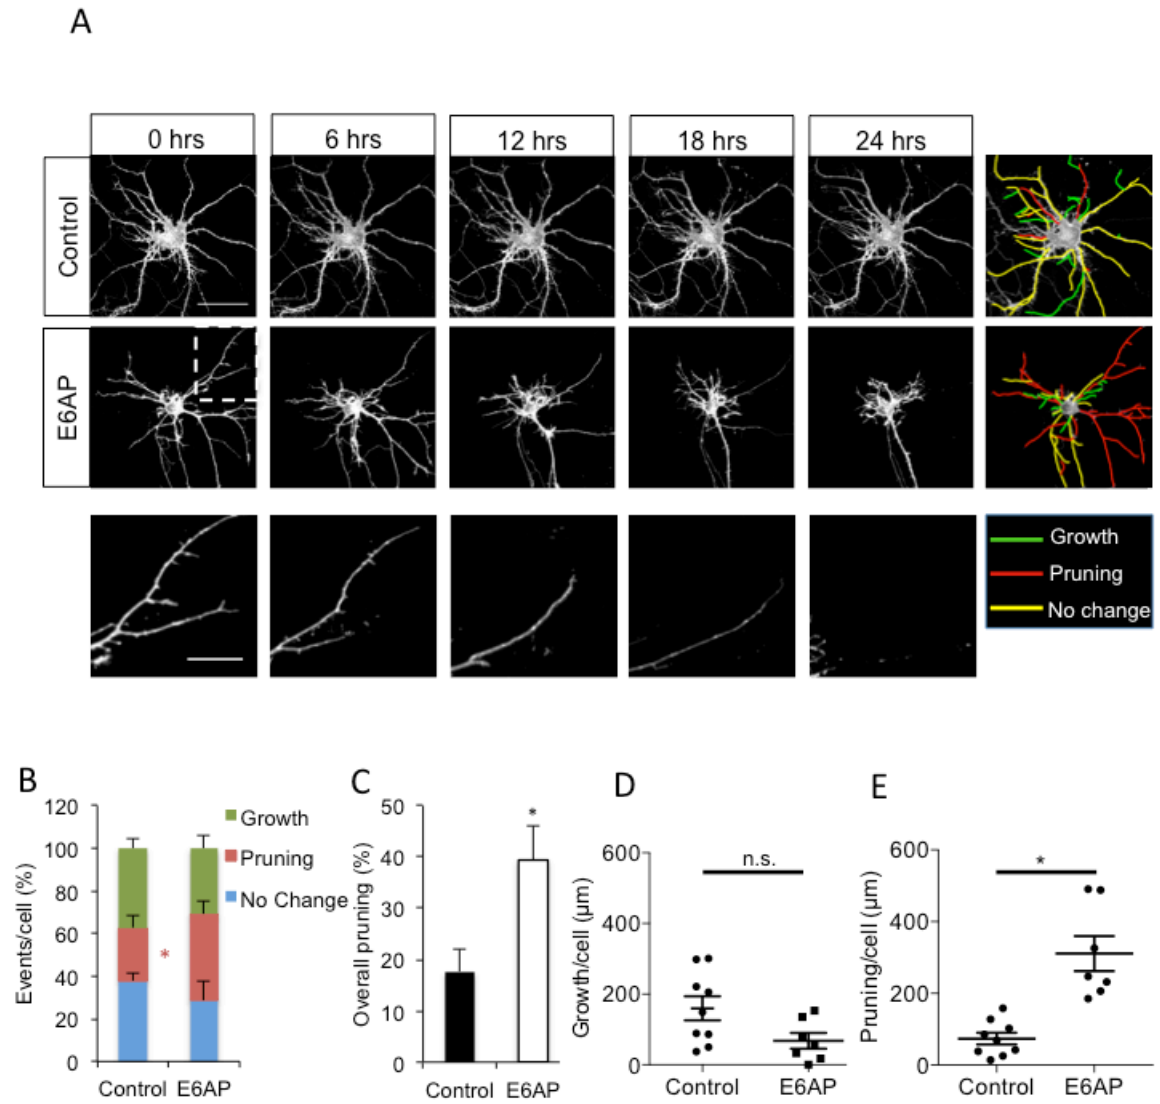 A
0 hrs
6 hrs
12 hrs
18 hrs
24 hrs
Control
E6AP
Growth
Pruning
No change
B
Events/cell (%)
120
100
80
60
40
20
0
*
Growth
Pruning
No Change
Control
E6AP
C
Overall pruning (%)
50
40
30
20
10
0
*
Control
E6AP
D
Growth/cell (μm)
600
400
200
0
n.s.
Control
E6AP
E
Pruning/cell (μm)
600
400
200
0
*
Control
E6AP